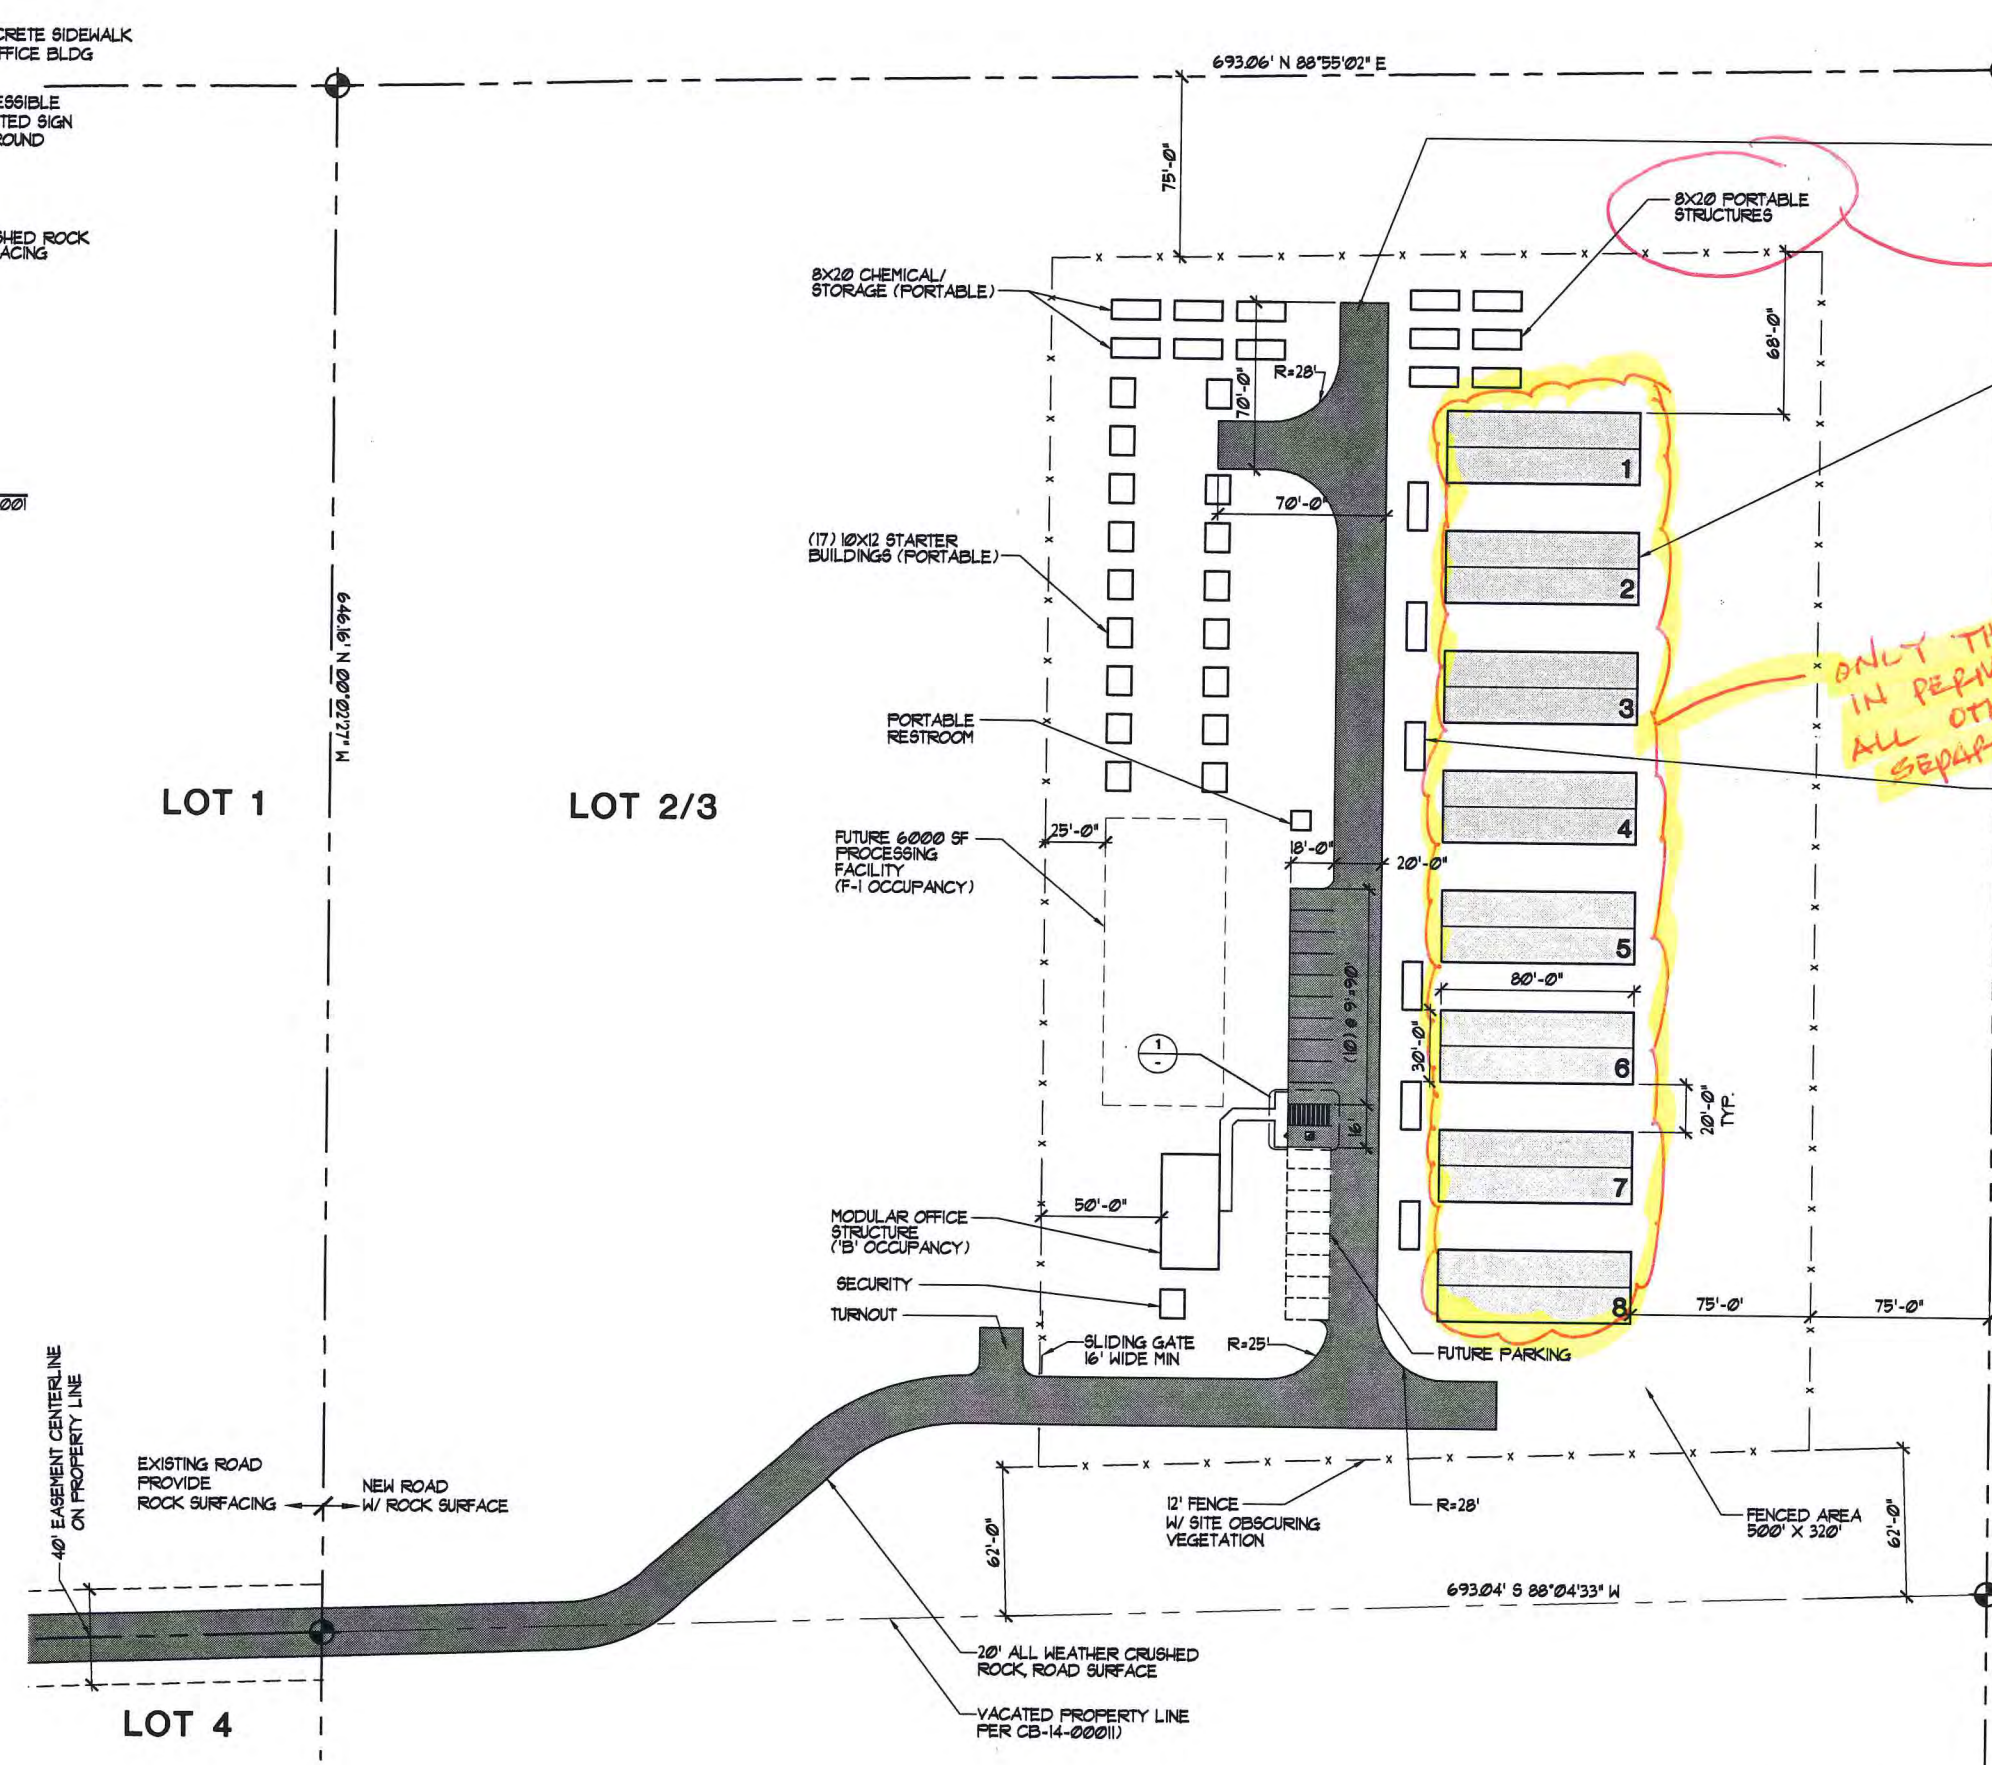 CRETE SIDEWALK
FFICE BLDG
ESSIBLE
TED SIGN
ROUND
SHED ROCK
ACING
001
693.06' N 88°55'02" E
75'-0"
8X20 PORTABLE
STRUCTURES
8X20 CHEMICAL/
STORAGE (PORTABLE)
68'-0"
R=28'
70'-0"
1
70'-0"
(17) 10X12 STARTER
BUILDINGS (PORTABLE)
2
646.16' N 00°02'27" W
3
ONLY
IN
ALL
PORTABLE
RESTROOM
LOT 1
LOT 2/3
4
25'-0"
FUTURE 6000 SF
PROCESSING
FACILITY
(F-1 OCCUPANCY)
18'-0"
20'-0"
5
80'-0"
(10) @ 9'=90'
1
-
30'-0"
6
20'-0"
TYP.
16'
7
50'-0"
MODULAR OFFICE
STRUCTURE
('B' OCCUPANCY)
SECURITY
TURNOUT
8
75'-0'
75'-0"
SLIDING GATE
16' WIDE MIN
R=25'
FUTURE PARKING
40' EASEMENT CENTERLINE
ON PROPERTY LINE
EXISTING ROAD
PROVIDE
ROCK SURFACING
NEW ROAD
W/ ROCK SURFACE
62'-0"
12' FENCE
W/ SITE OBSCURING
VEGETATION
R=28'
FENCED AREA
500' X 320'
62'-0"
693.04' S 88°04'33" W
20' ALL WEATHER CRUSHED
ROCK, ROAD SURFACE
VACATED PROPERTY LINE
PER CB-14-00011)
LOT 4